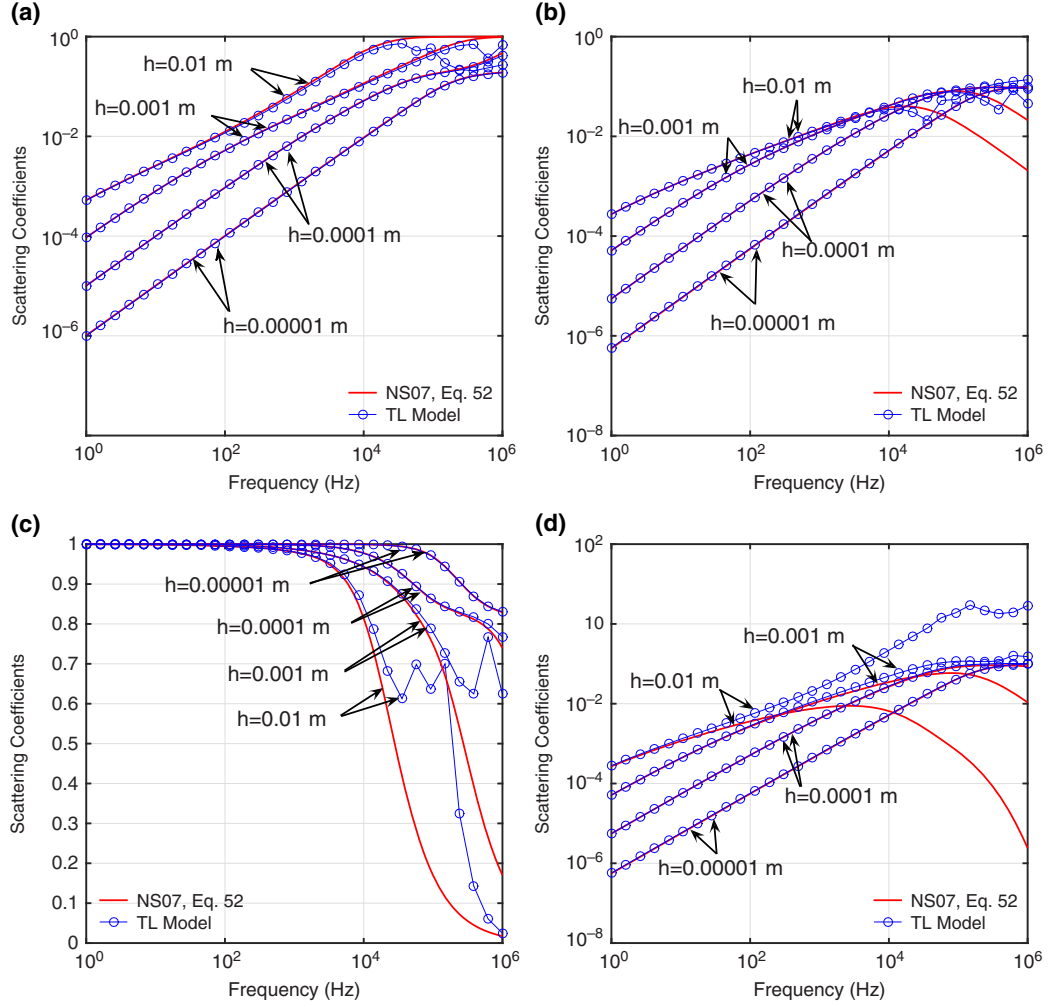 (a)
10^0
10^-2
10^-4
10^-6
Scattering Coefficients
h=0.01 m
h=0.001 m
h=0.0001 m
h=0.00001 m
NS07, Eq. 52
TL Model
10^0
10^2
10^4
10^6
Frequency (Hz)
(b)
10^0
10^-2
10^-4
10^-6
10^-8
Scattering Coefficients
h=0.01 m
h=0.001 m
h=0.0001 m
h=0.00001 m
NS07, Eq. 52
TL Model
10^0
10^2
10^4
10^6
Frequency (Hz)
(c)
1
0.9
0.8
0.7
0.6
0.5
0.4
0.3
0.2
0.1
0
Scattering Coefficients
h=0.00001 m
h=0.0001 m
h=0.001 m
h=0.01 m
NS07, Eq. 52
TL Model
10^0
10^2
10^4
10^6
Frequency (Hz)
(d)
10^2
10
10^-2
10^-4
10^-6
10^-8
Scattering Coefficients
h=0.001 m
h=0.01 m
h=0.0001 m
h=0.00001 m
NS07, Eq. 52
TL Model
10^0
10^2
10^4
10^6
Frequency (Hz)